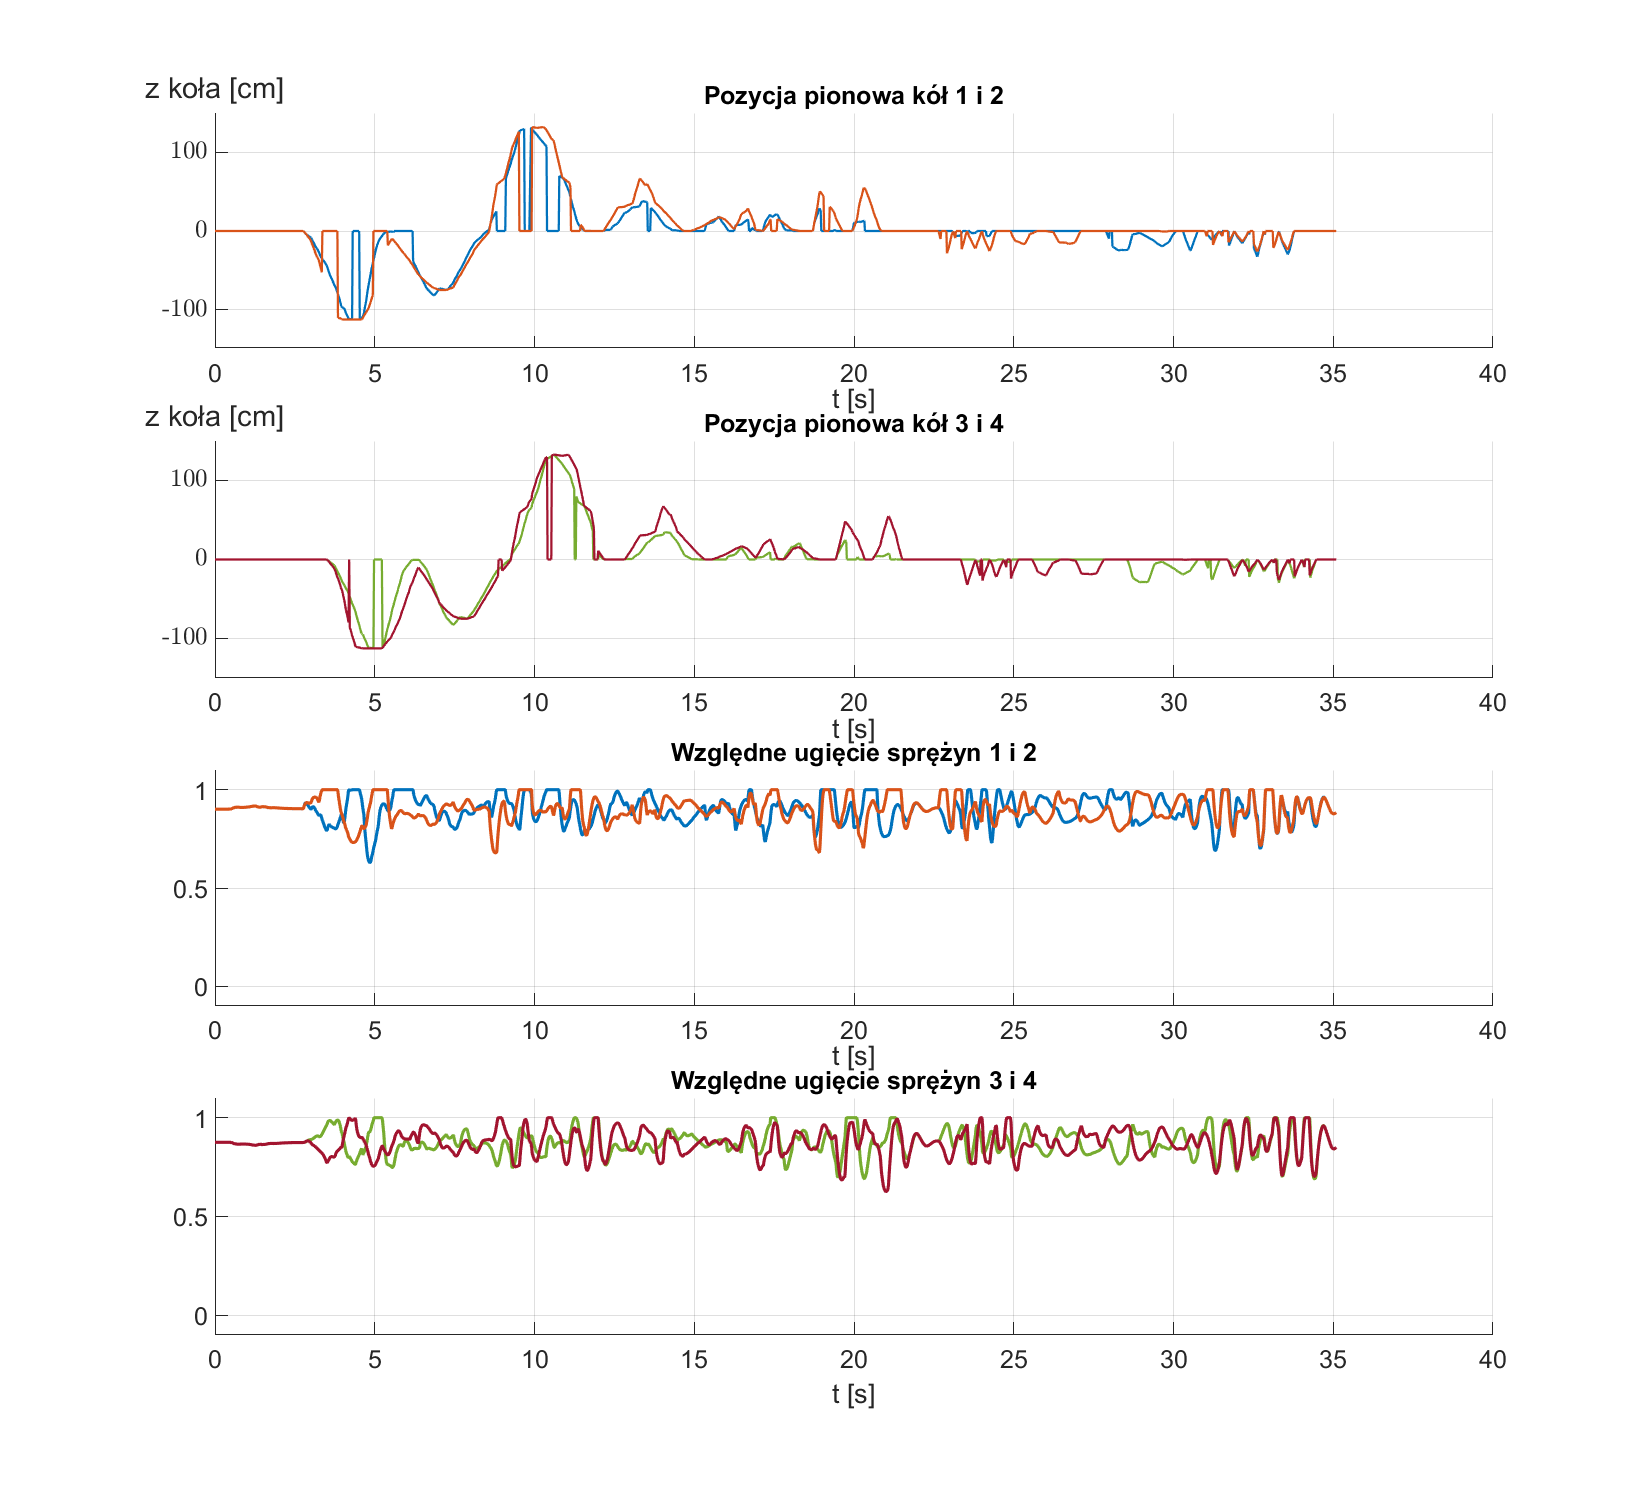 z koła [cm]
Pozycja pionowa kół 1 i 2
100
0
-100
0 5 10 15 20 25 30 35 40
t [s]
z koła [cm]
Pozycja pionowa kół 3 i 4
100
0
-100
0 5 10 15 20 25 30 35 40
t [s]
Względne ugięcie sprężyn 1 i 2
1
0.5
0
0 5 10 15 20 25 30 35 40
t [s]
Względne ugięcie sprężyn 3 i 4
1
0.5
0
0 5 10 15 20 25 30 35 40
t [s]